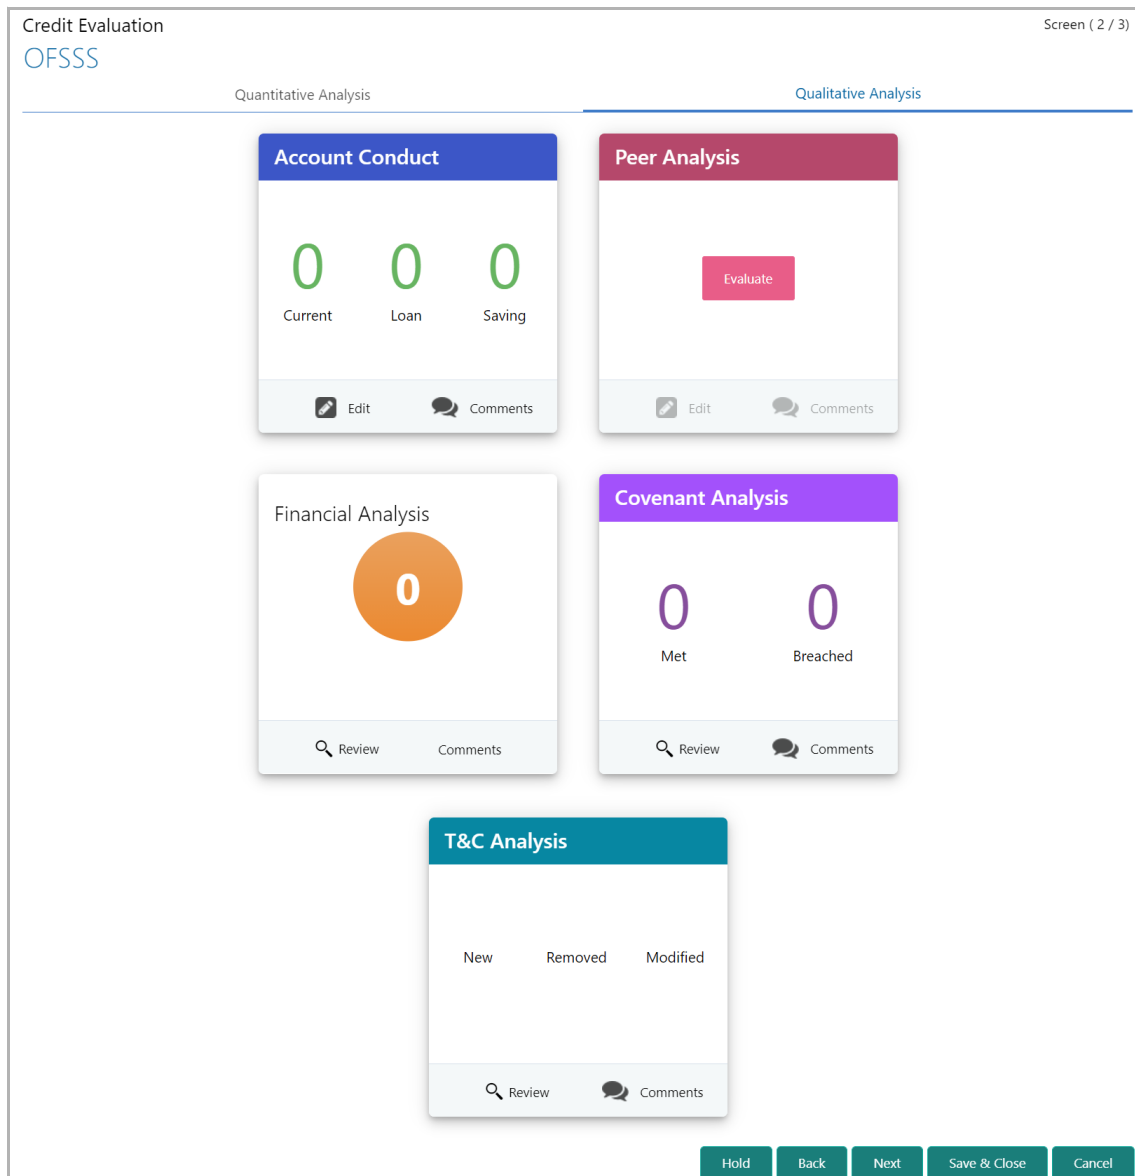 Credit Evaluation
Screen ( 2 / 3)
OFSSS
Quantitative Analysis
Qualitative Analysis
Account Conduct
Peer Analysis
0 0 0
Current Loan Saving
Evaluate
Edit Comments
Edit Comments
Financial Analysis
0
Covenant Analysis
0 0
Met Breached
Review Comments
Review Comments
T&C Analysis
New Removed Modified
Review Comments
Hold Back Next Save & Close Cancel